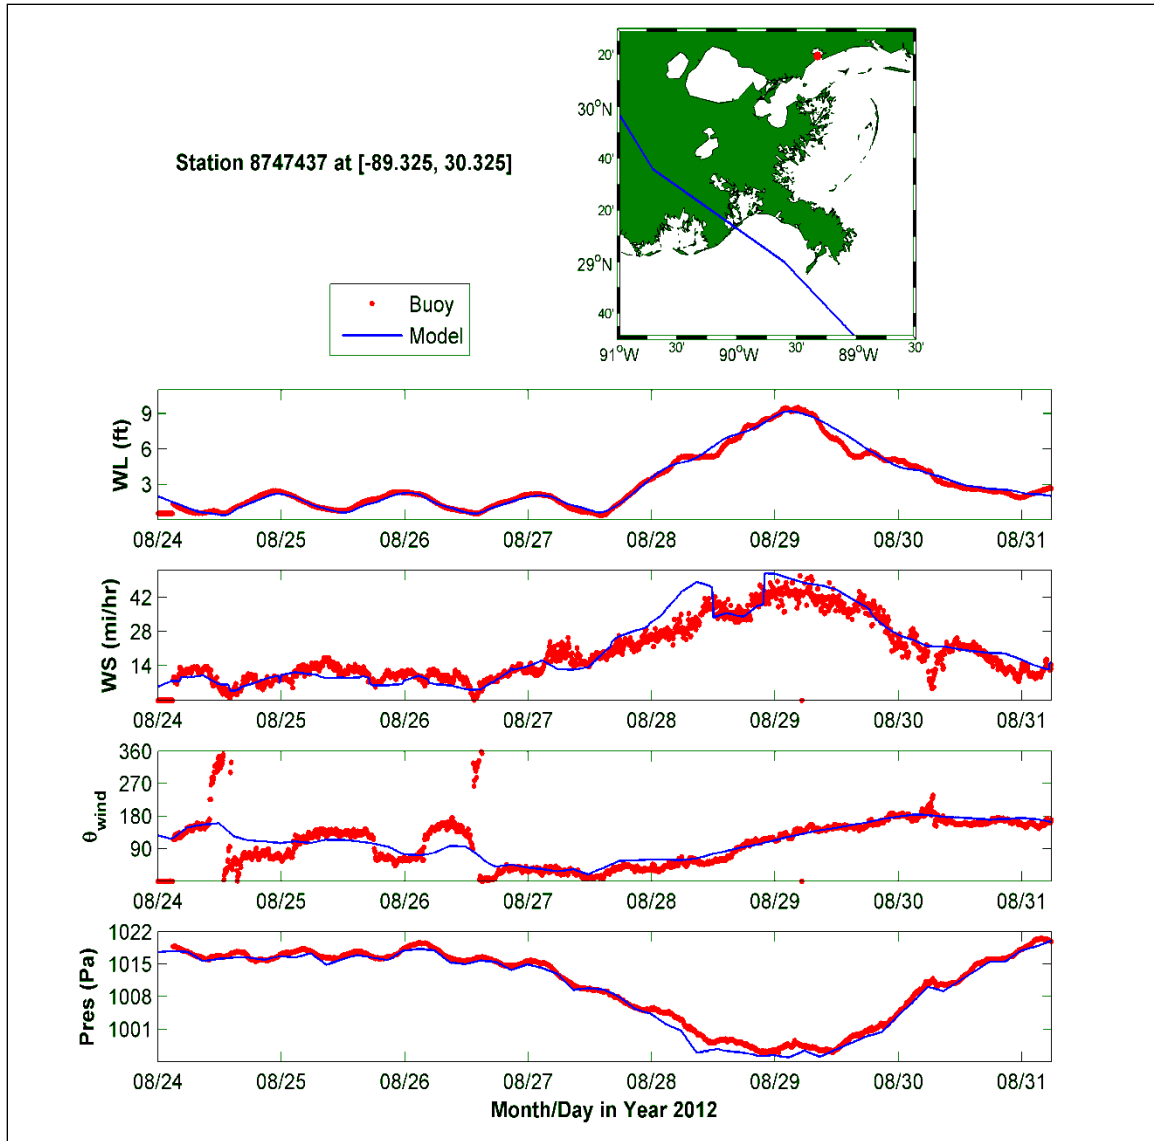 20'
30°N
40'
20'
29°N
40'
91°W 30' 90°W 30' 89°W 30'
Station 8747437 at [-89.325, 30.325]
Buoy
Model
WL (ft)
9
6
3
08/24 08/25 08/26 08/27 08/28 08/29 08/30 08/31
WS (mi/hr)
42
28
14
08/24 08/25 08/26 08/27 08/28 08/29 08/30 08/31
θwind
360
270
180
90
08/24 08/25 08/26 08/27 08/28 08/29 08/30 08/31
Pres (Pa)
1022
1015
1008
1001
08/24 08/25 08/26 08/27 08/28 08/29 08/30 08/31
Month/Day in Year 2012